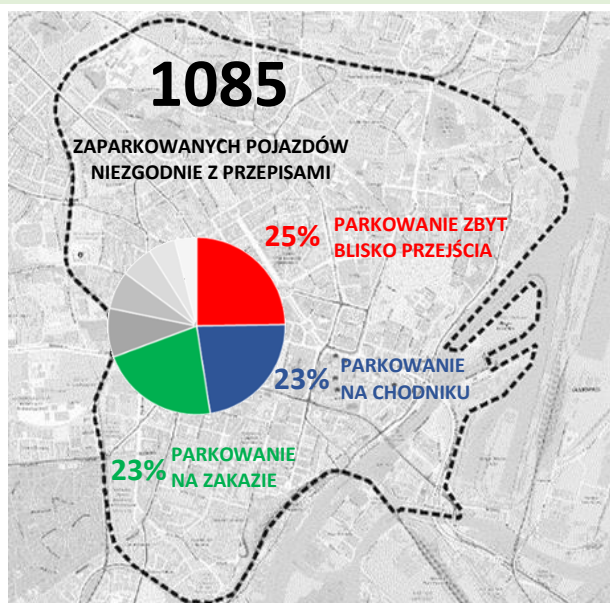 1085
ZAPARKOWANYCH POJAZDÓW
NIEZGODNIE Z PRZEPISAMI
25% PARKOWANIE ZBYT
BLISKO PRZEJŚCIA
23% PARKOWANIE
NA CHODNIKU
23% PARKOWANIE
NA ZAKAZIE